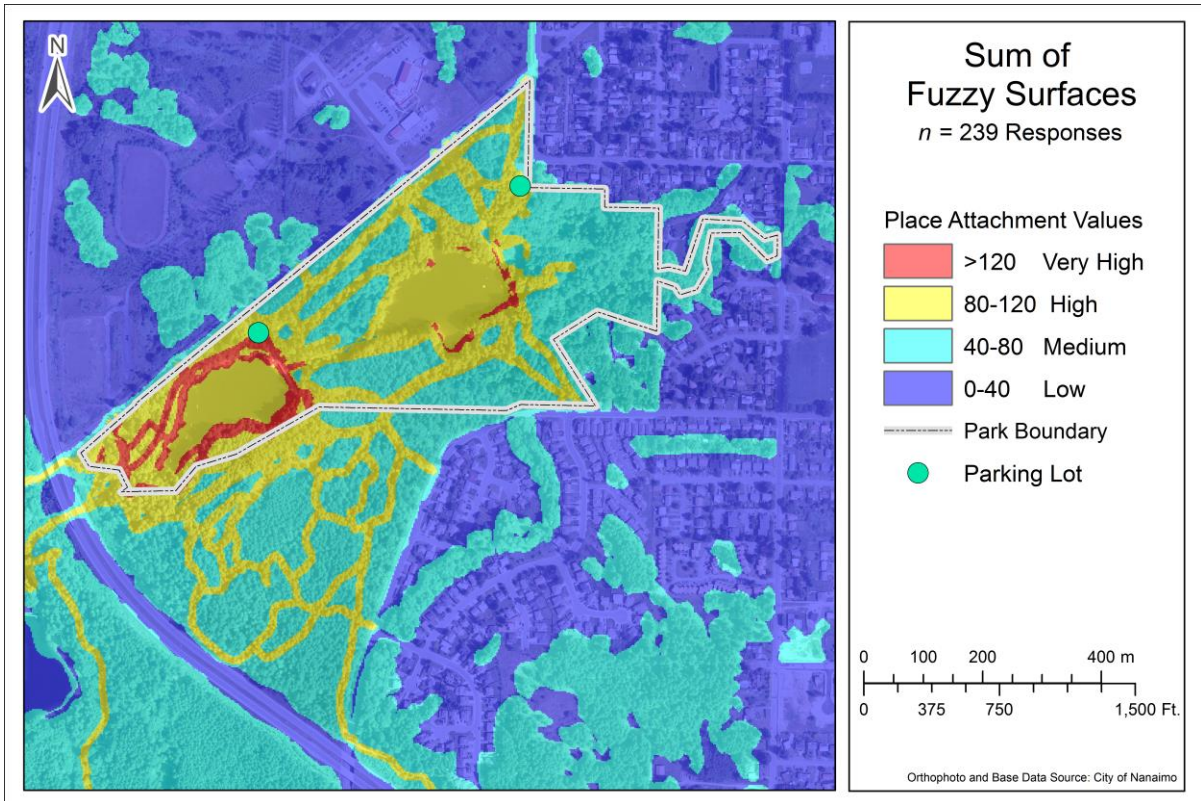 N
Sum of
Fuzzy Surfaces
n = 239 Responses
Place Attachment Values
>120 Very High
80-120 High
40-80 Medium
0-40 Low
Park Boundary
Parking Lot
0 100 200 400 m
0 375 750 1,500 Ft.
Orthophoto and Base Data Source: City of Nanaimo